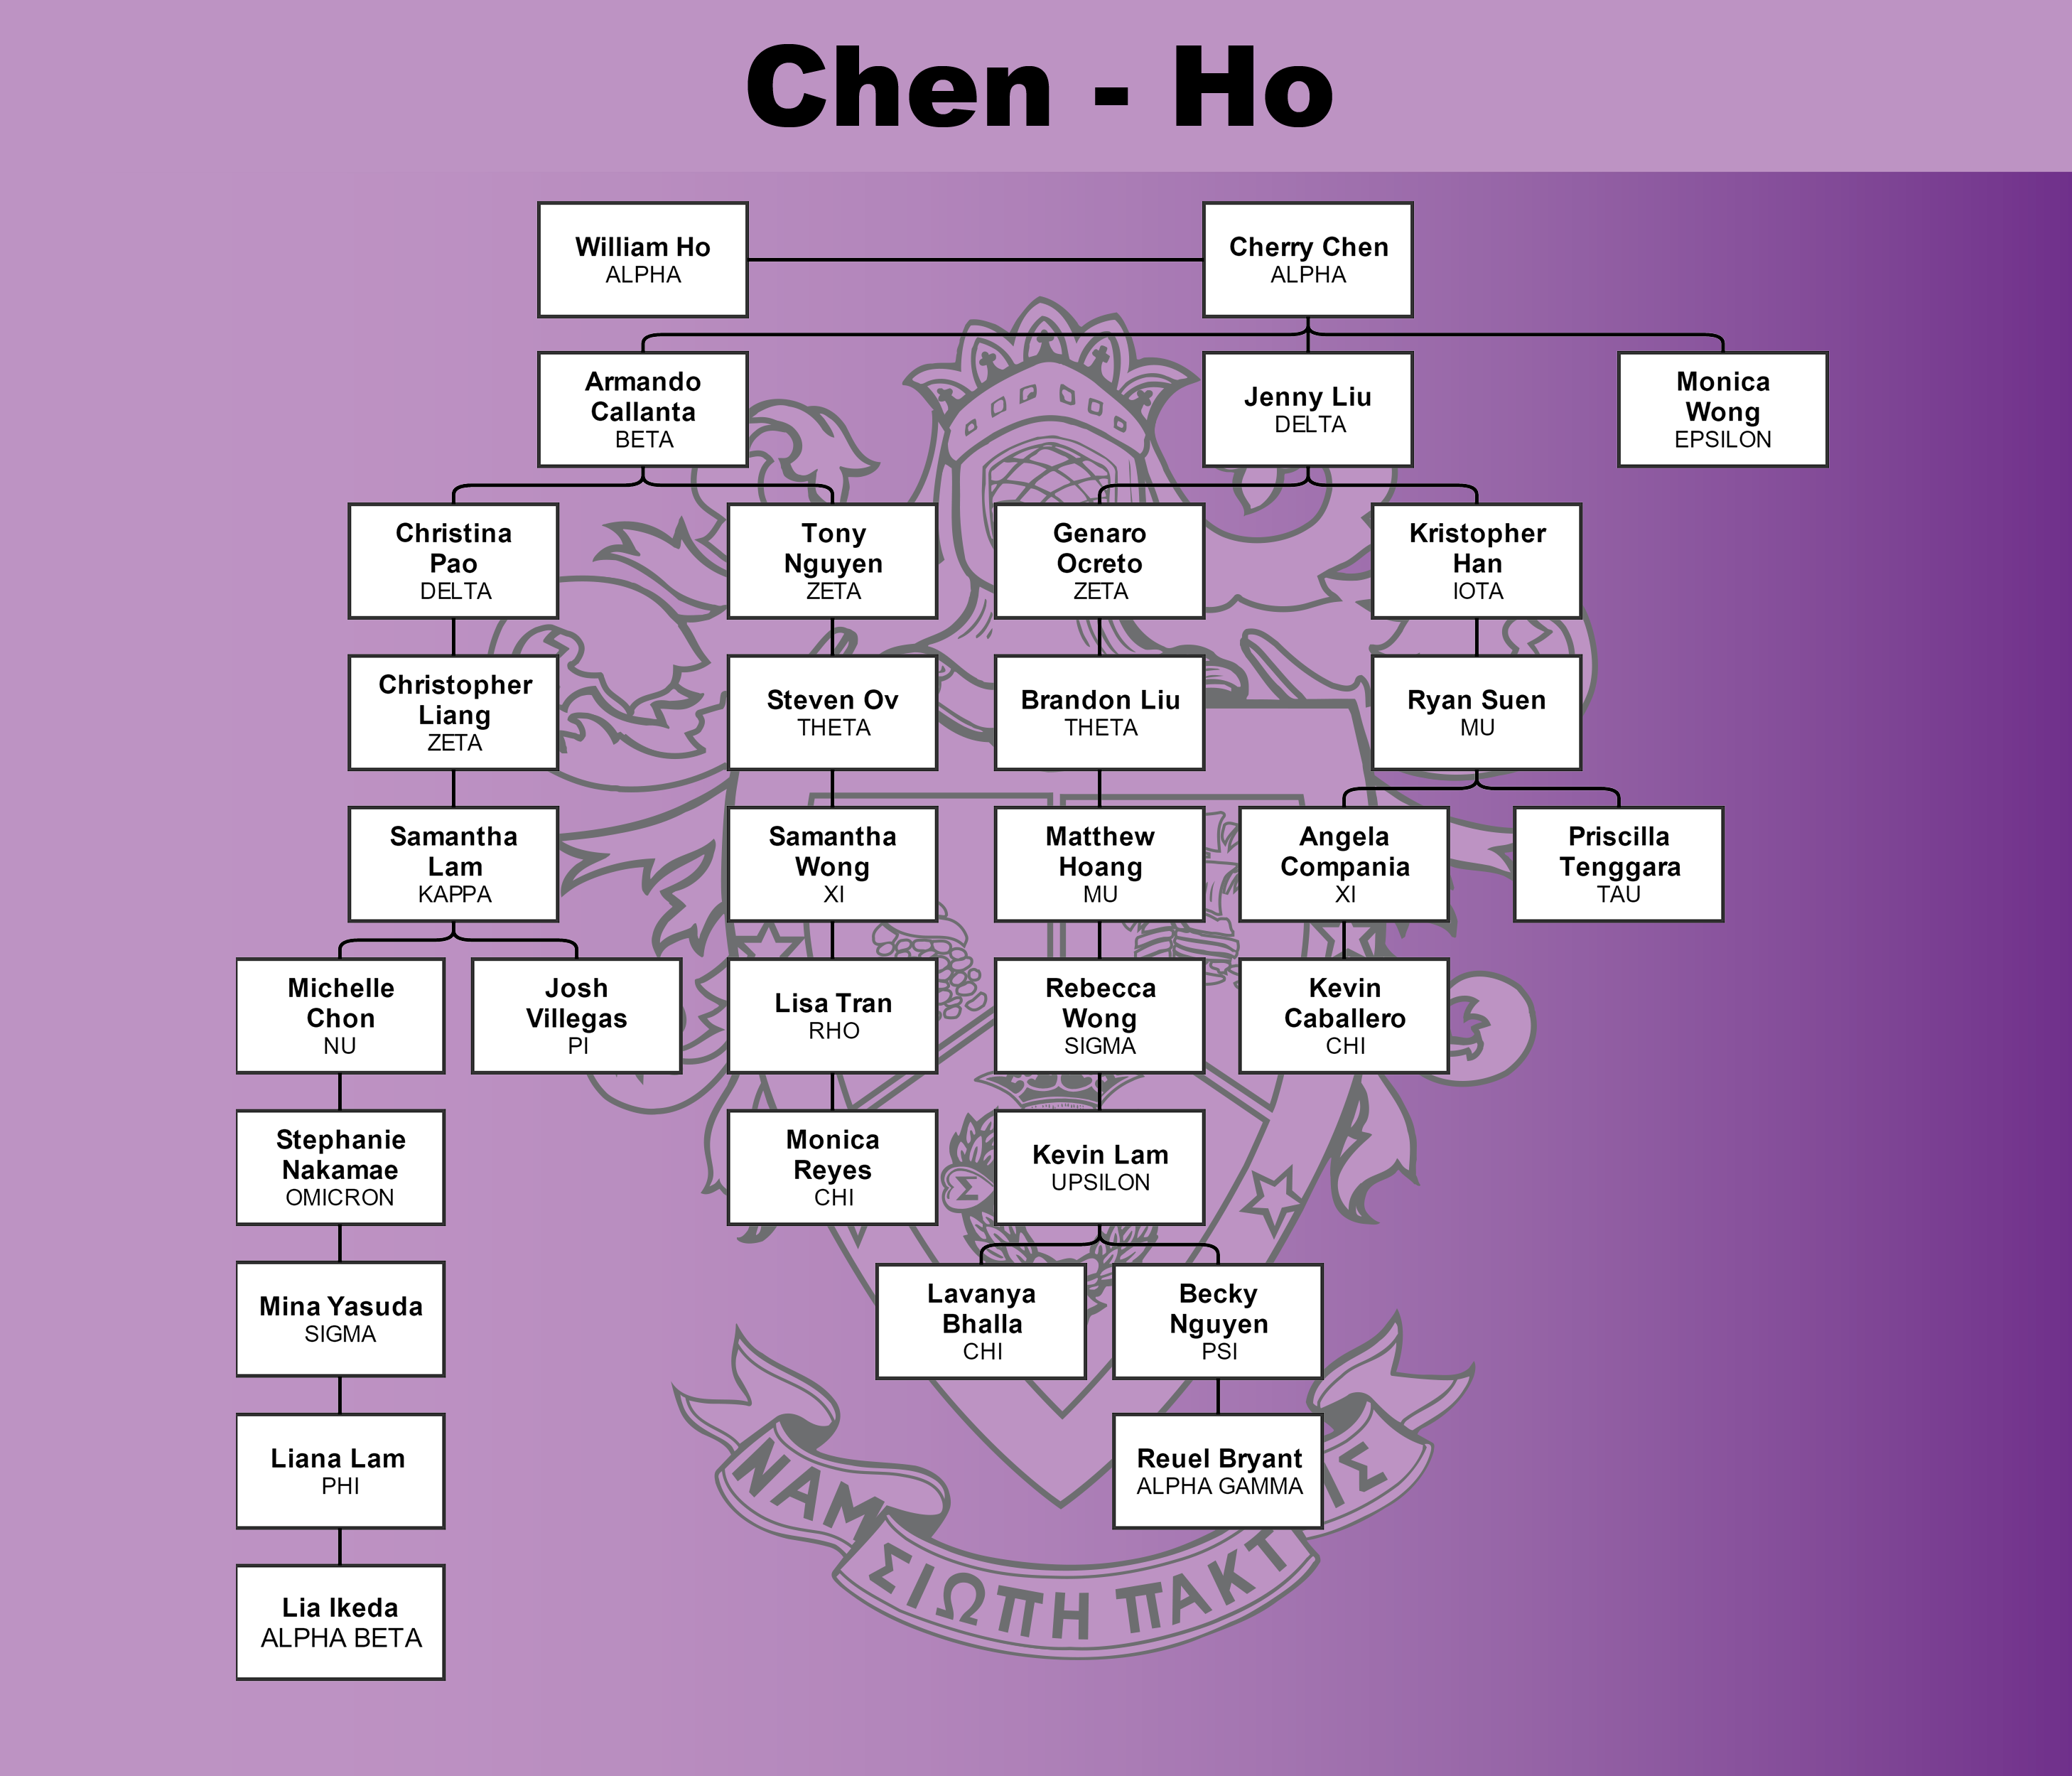 Chen - Ho
William Ho
ALPHA
Cherry Chen
ALPHA
Armando
Callanta
BETA
Jenny Liu
DELTA
Monica
Wong
EPSILON
Christina
Pao
DELTA
Tony
Nguyen
ZETA
Genaro
Ocreto
ZETA
Kristopher
Han
IOTA
Christopher
Liang
ZETA
Steven Ov
THETA
Brandon Liu
THETA
Ryan Suen
MU
Samantha
Lam
KAPPA
Samantha
Wong
XI
Matthew
Hoang
MU
Angela
Compania
XI
Priscilla
Tenggara
TAU
Michelle
Chon
NU
Josh
Villegas
PI
Lisa Tran
RHO
Rebecca
Wong
SIGMA
Kevin
Caballero
CHI
Stephanie
Nakamae
OMICRON
Monica
Reyes
CHI
Kevin Lam
UPSILON
Σ
Mina Yasuda
SIGMA
Lavanya
Bhalla
CHI
Becky
Nguyen
PSI
Liana Lam
PHI
Reuel Bryant
ALPHA GAMMA
Lia Ikeda
ALPHA BETA
ΝΑΜ ΣΙΩΠΗ ΠΑΚΤ ΙΣ